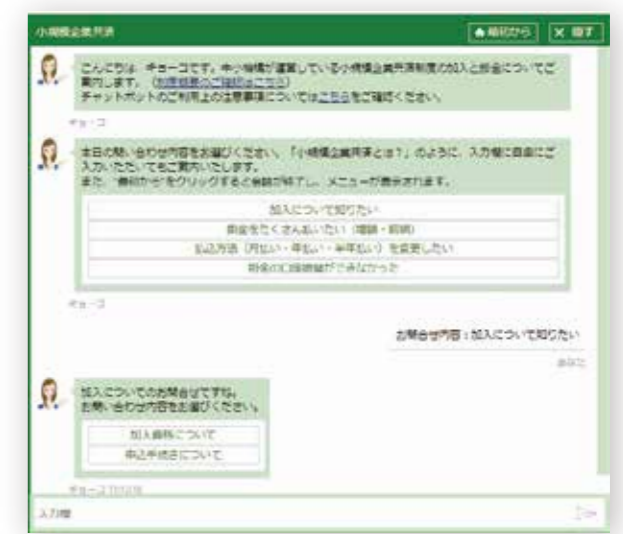 小規模企業共済
最初から
× 隠す
こんにちは チョーコです。中小機構が運営している小規模企業共済制度の加入と掛金についてご
案内します。（制度概要のご確認はこちら）
チャットボットのご利用上の注意事項についてはこちらをご確認ください。
チョーコ
本日の問い合わせ内容をお選びください。「小規模企業共済とは？」のように、入力欄に自由にご
入力いただいてもご案内いたします。
また、"最初から"をクリックすると会話が終了し、メニューが表示されます。
加入について知りたい
掛金をたくさん払いたい（増額・前納）
払込方法（月払い・年払い・半年払い）を変更したい
掛金の口座振替ができなかった
チョーコ
お問合せ内容：加入について知りたい
あなた
加入についてのお問合せですね。
お問い合わせ内容をお選びください。
加入資格について
申込手続きについて
チョーコ
入力欄